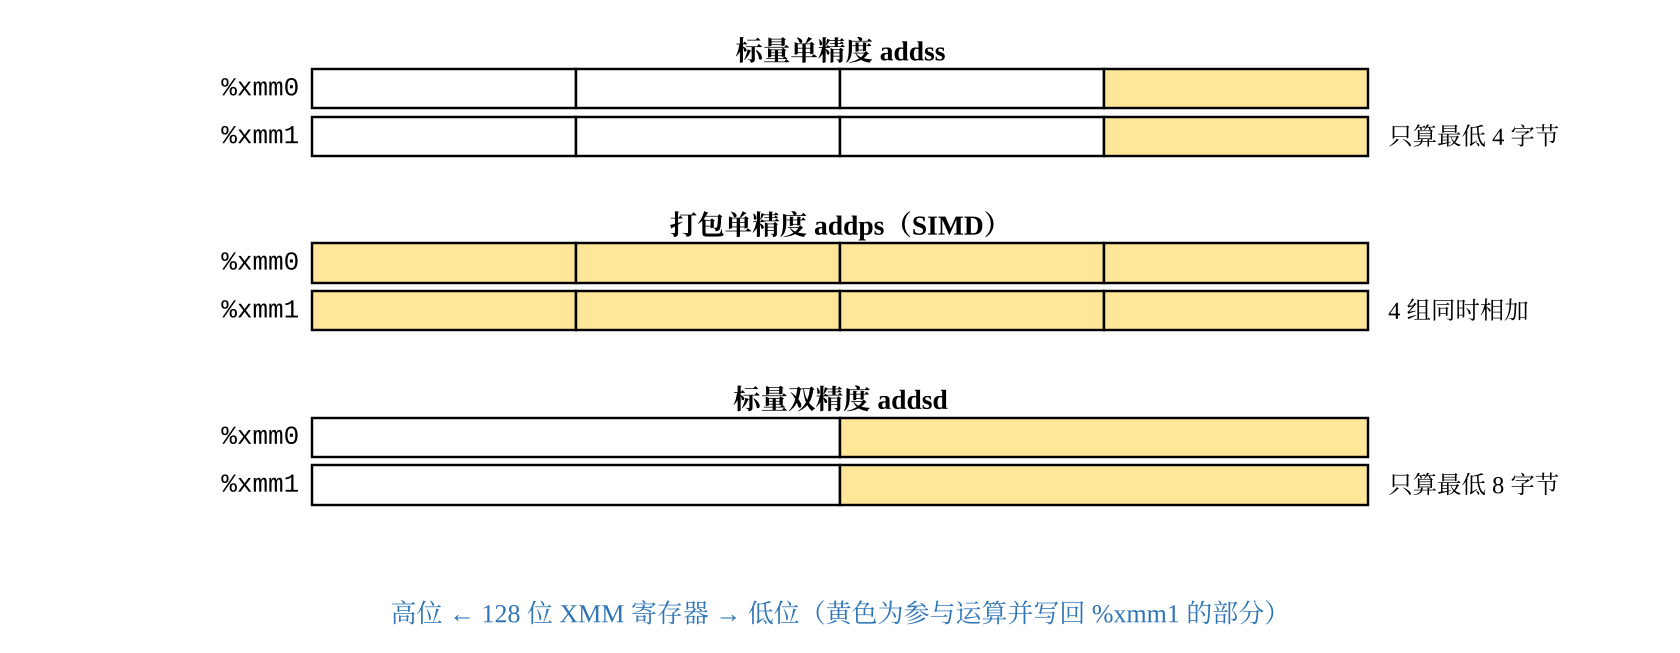 标量单精度 addss
%xmm0
%xmm1
只算最低 4 字节
打包单精度 addps（SIMD）
%xmm0
%xmm1
4 组同时相加
标量双精度 addsd
%xmm0
%xmm1
只算最低 8 字节
高位 ← 128 位 XMM 寄存器 → 低位（黄色为参与运算并写回 %xmm1 的部分）